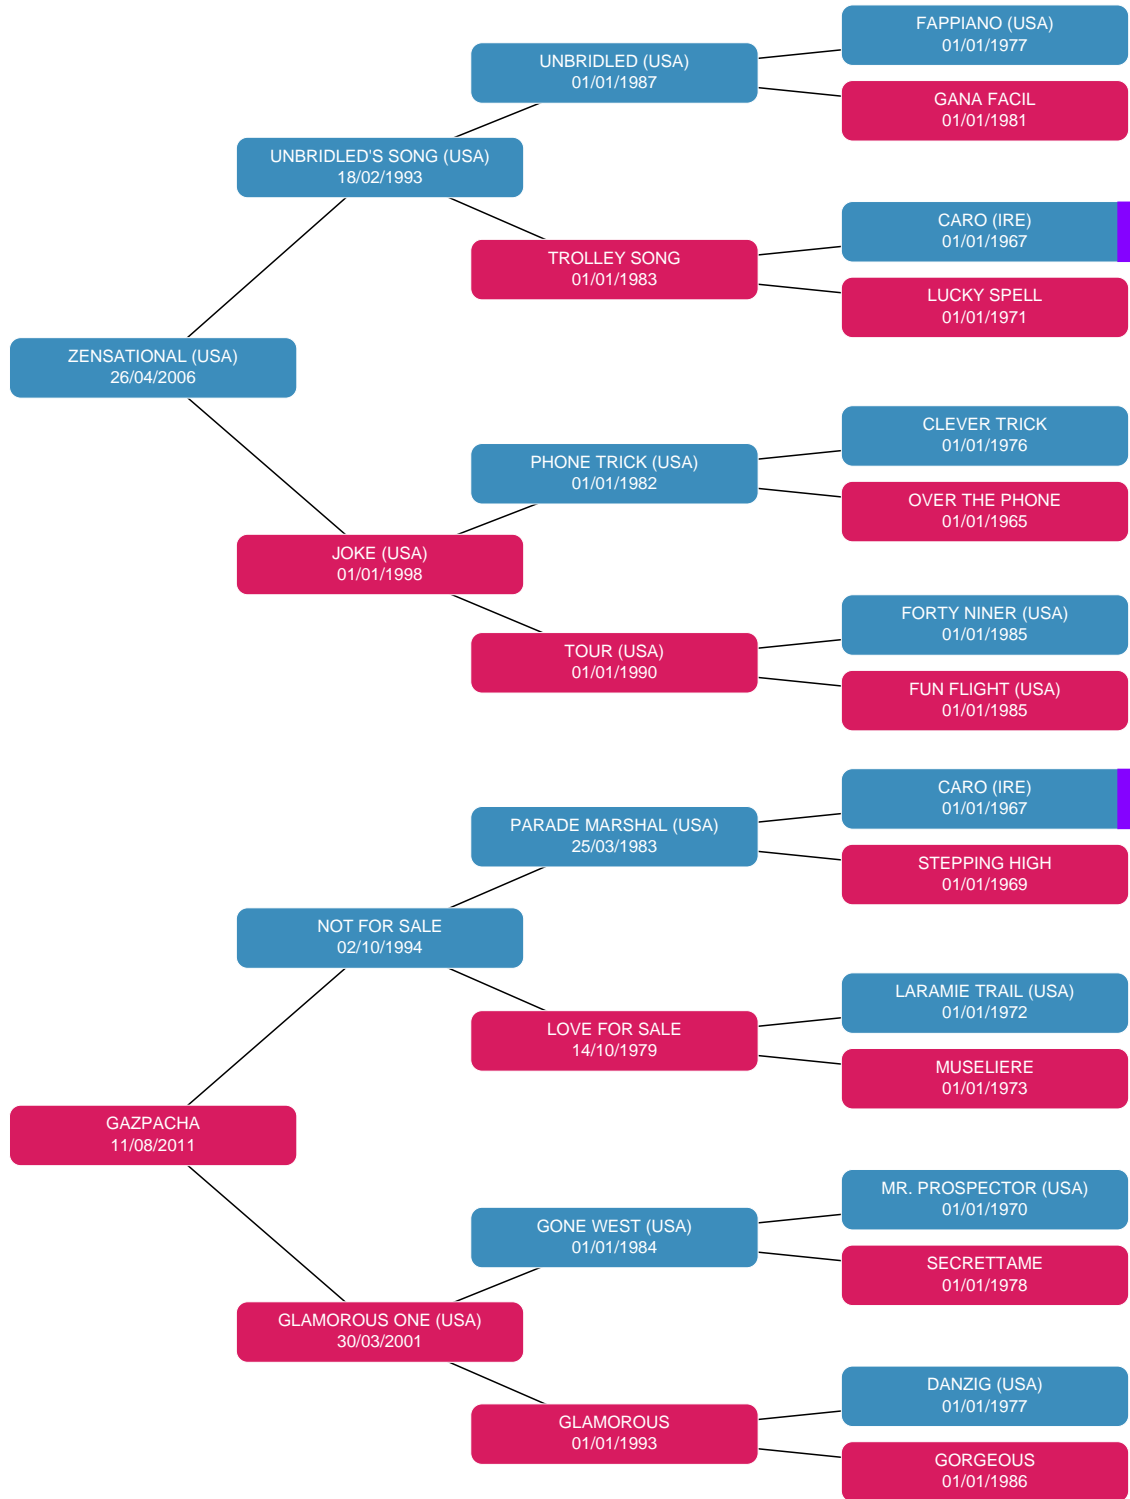 FAPPIANO (USA)
01/01/1977
UNBRIDLED (USA)
01/01/1987
GANA FACIL
01/01/1981
UNBRIDLED'S SONG (USA)
18/02/1993
CARO (IRE)
01/01/1967
TROLLEY SONG
01/01/1983
LUCKY SPELL
01/01/1971
ZENSATIONAL (USA)
26/04/2006
CLEVER TRICK
01/01/1976
PHONE TRICK (USA)
01/01/1982
OVER THE PHONE
01/01/1965
JOKE (USA)
01/01/1998
FORTY NINER (USA)
01/01/1985
TOUR (USA)
01/01/1990
FUN FLIGHT (USA)
01/01/1985
CARO (IRE)
01/01/1967
PARADE MARSHAL (USA)
25/03/1983
STEPPING HIGH
01/01/1969
NOT FOR SALE
02/10/1994
LARAMIE TRAIL (USA)
01/01/1972
LOVE FOR SALE
14/10/1979
MUSELIERE
01/01/1973
GAZPACHA
11/08/2011
MR. PROSPECTOR (USA)
01/01/1970
GONE WEST (USA)
01/01/1984
SECRETTAME
01/01/1978
GLAMOROUS ONE (USA)
30/03/2001
DANZIG (USA)
01/01/1977
GLAMOROUS
01/01/1993
GORGEOUS
01/01/1986